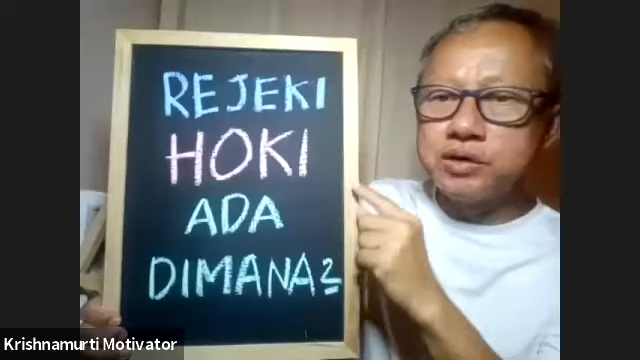 REJEKI
HOKI
ADA
DIMANA?
Krishnamurti Motivator